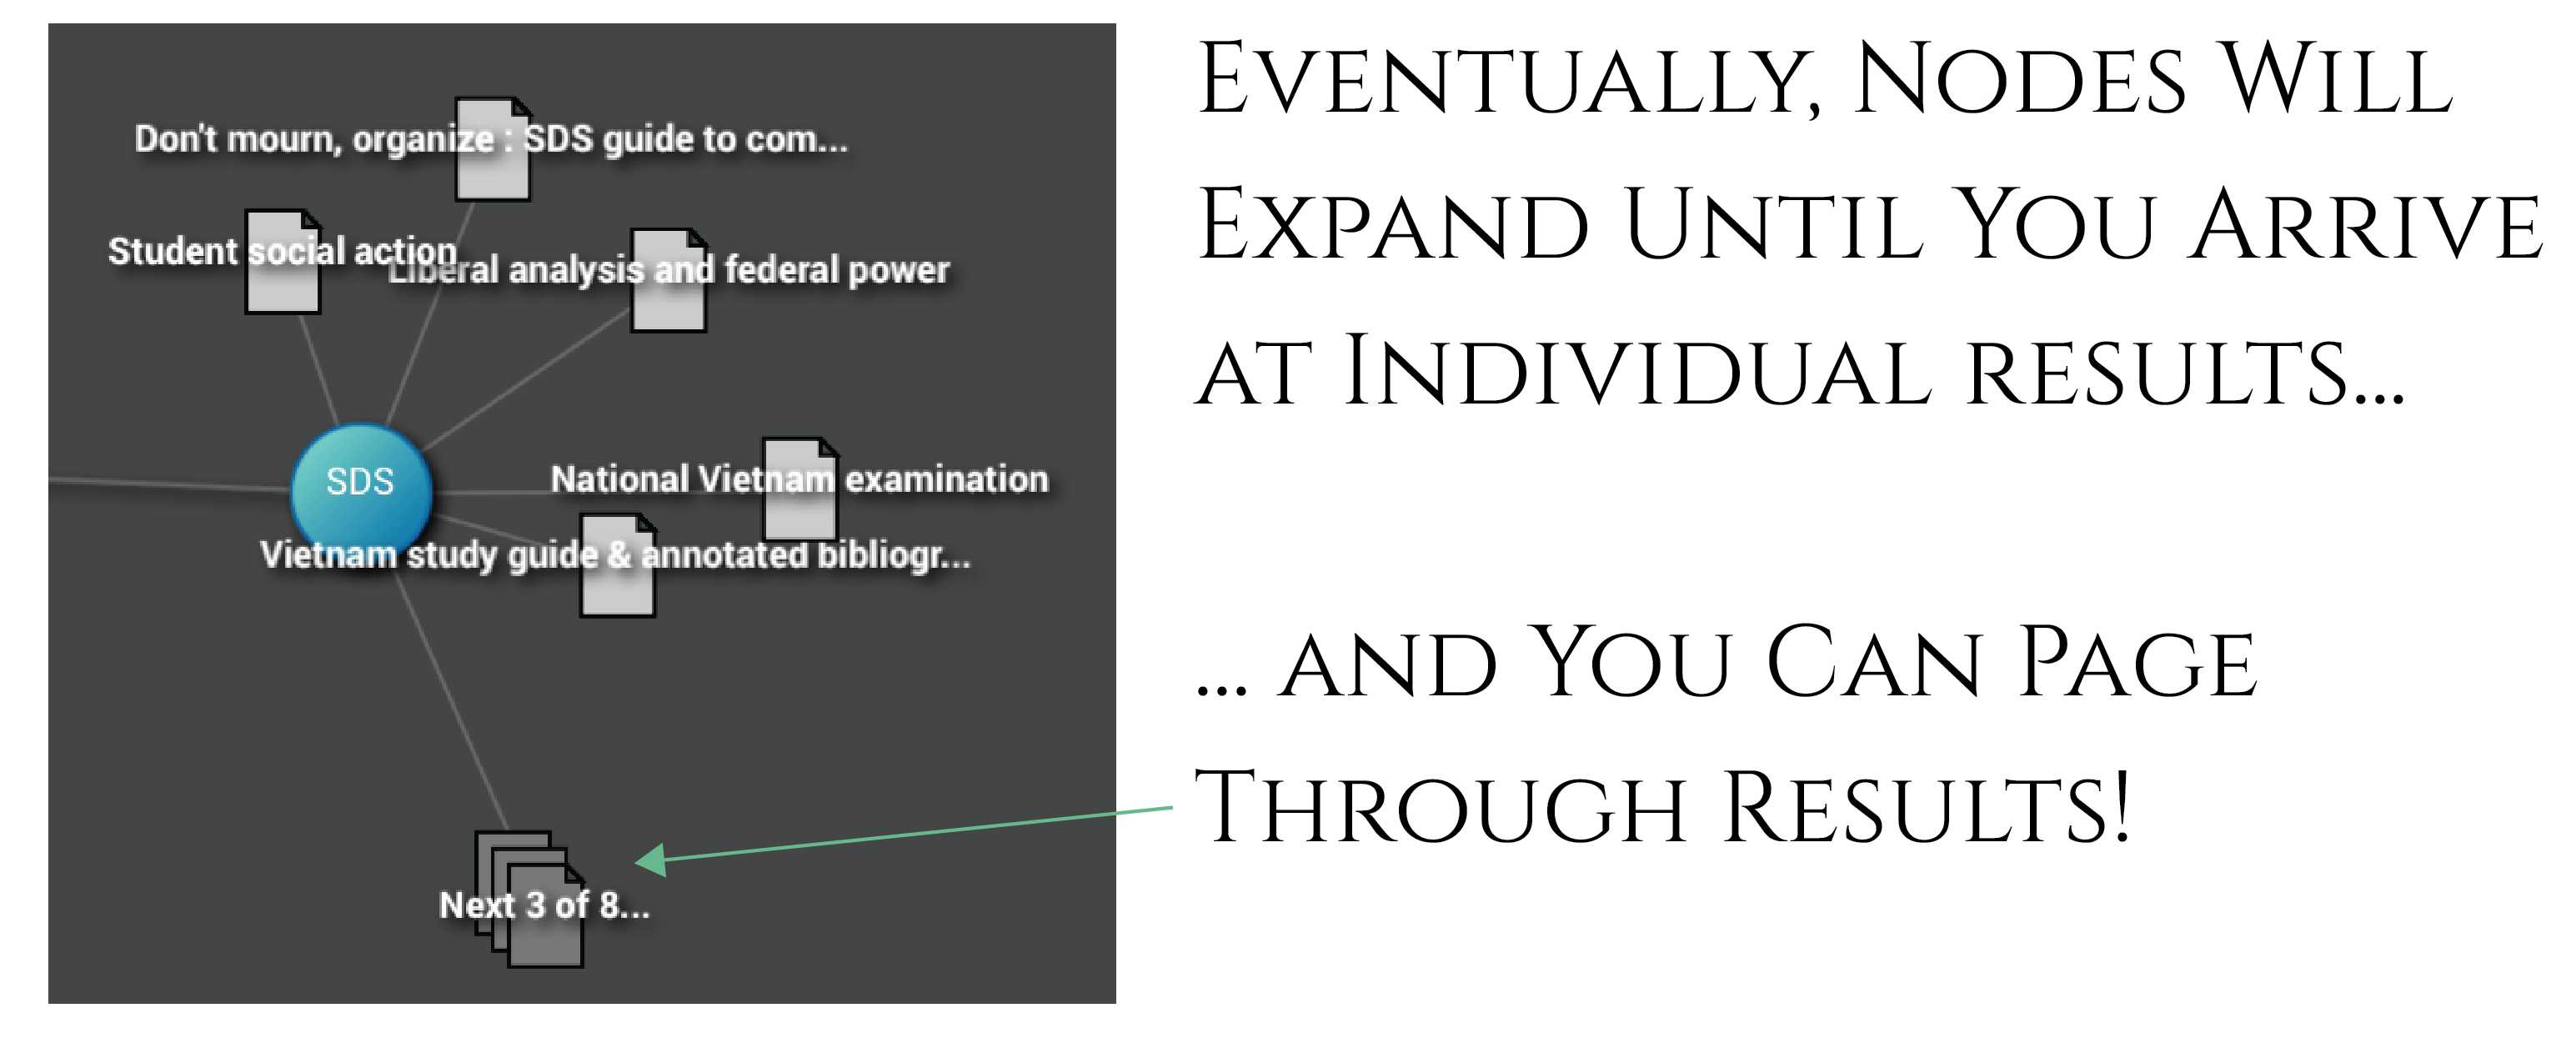 Don't mourn, organize : SDS guide to com...
Student social action
Liberal analysis and federal power
SDS
National Vietnam examination
Vietnam study guide & annotated bibliogr...
Next 3 of 8...
Eventually, Nodes Will
Expand Until You Arrive
at Individual results...
... and You Can Page
Through Results!